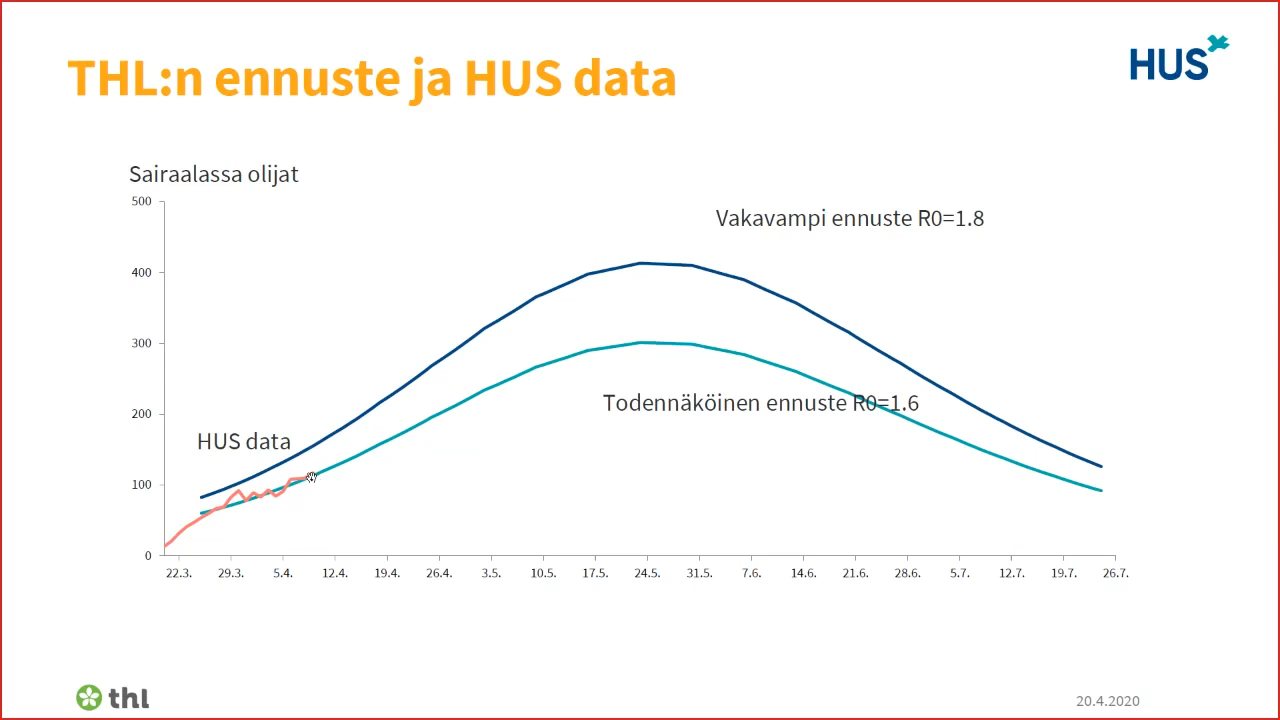 THL:n ennuste ja HUS data
HUS
Sairaalassa olijat
500
400
300
200
100
0
Vakavampi ennuste R0=1.8
Todennäköinen ennuste R0=1.6
HUS data
22.3. 29.3. 5.4. 12.4. 19.4. 26.4. 3.5. 10.5. 17.5. 24.5. 31.5. 7.6. 14.6. 21.6. 28.6. 5.7. 12.7. 19.7. 26.7.
thl
20.4.2020